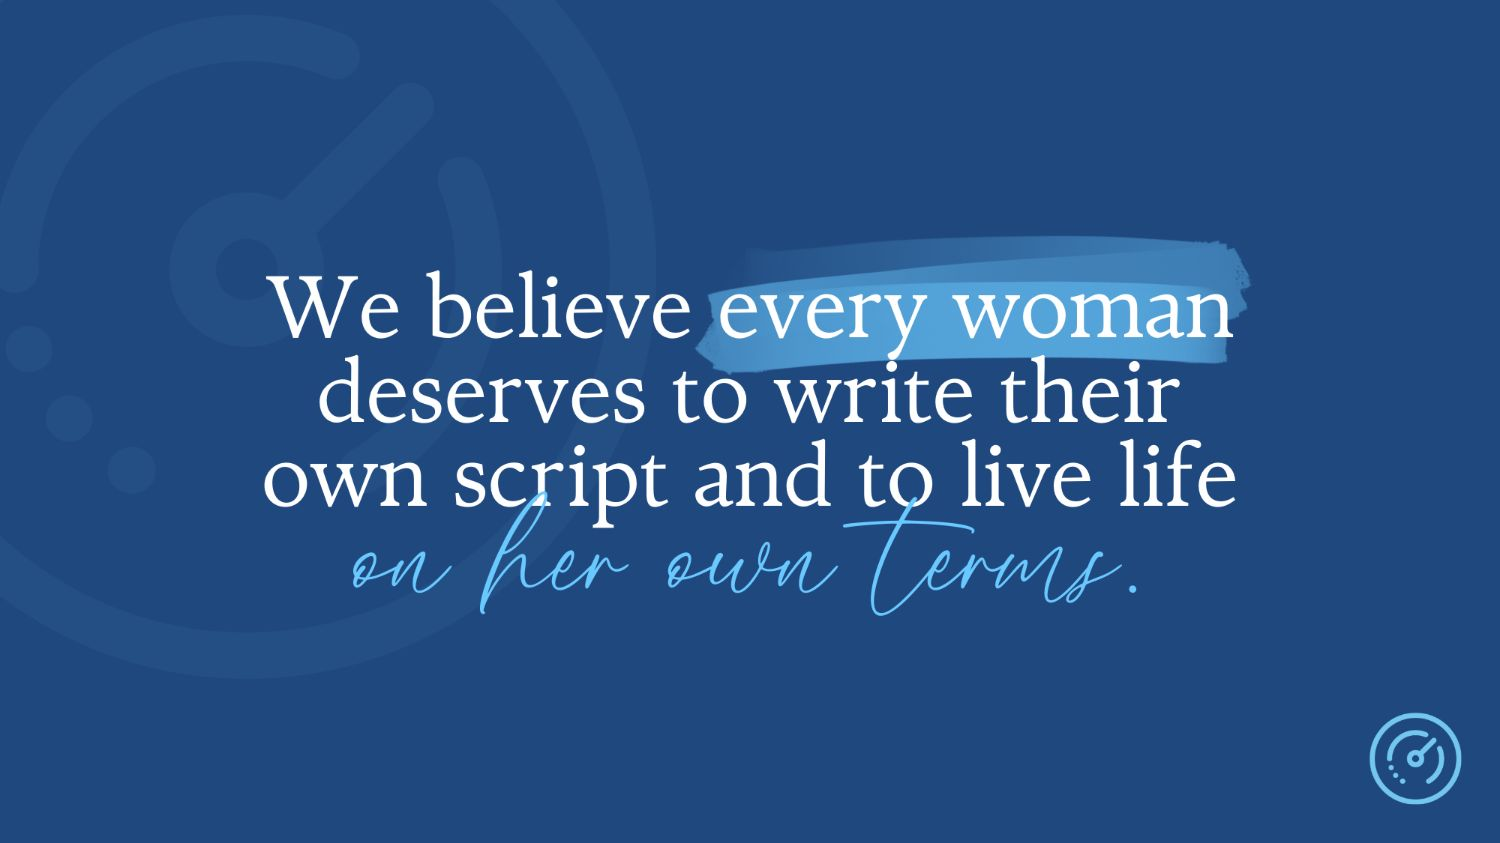 We believe every woman
deserves to write their
own script and to live life
on her own terms.